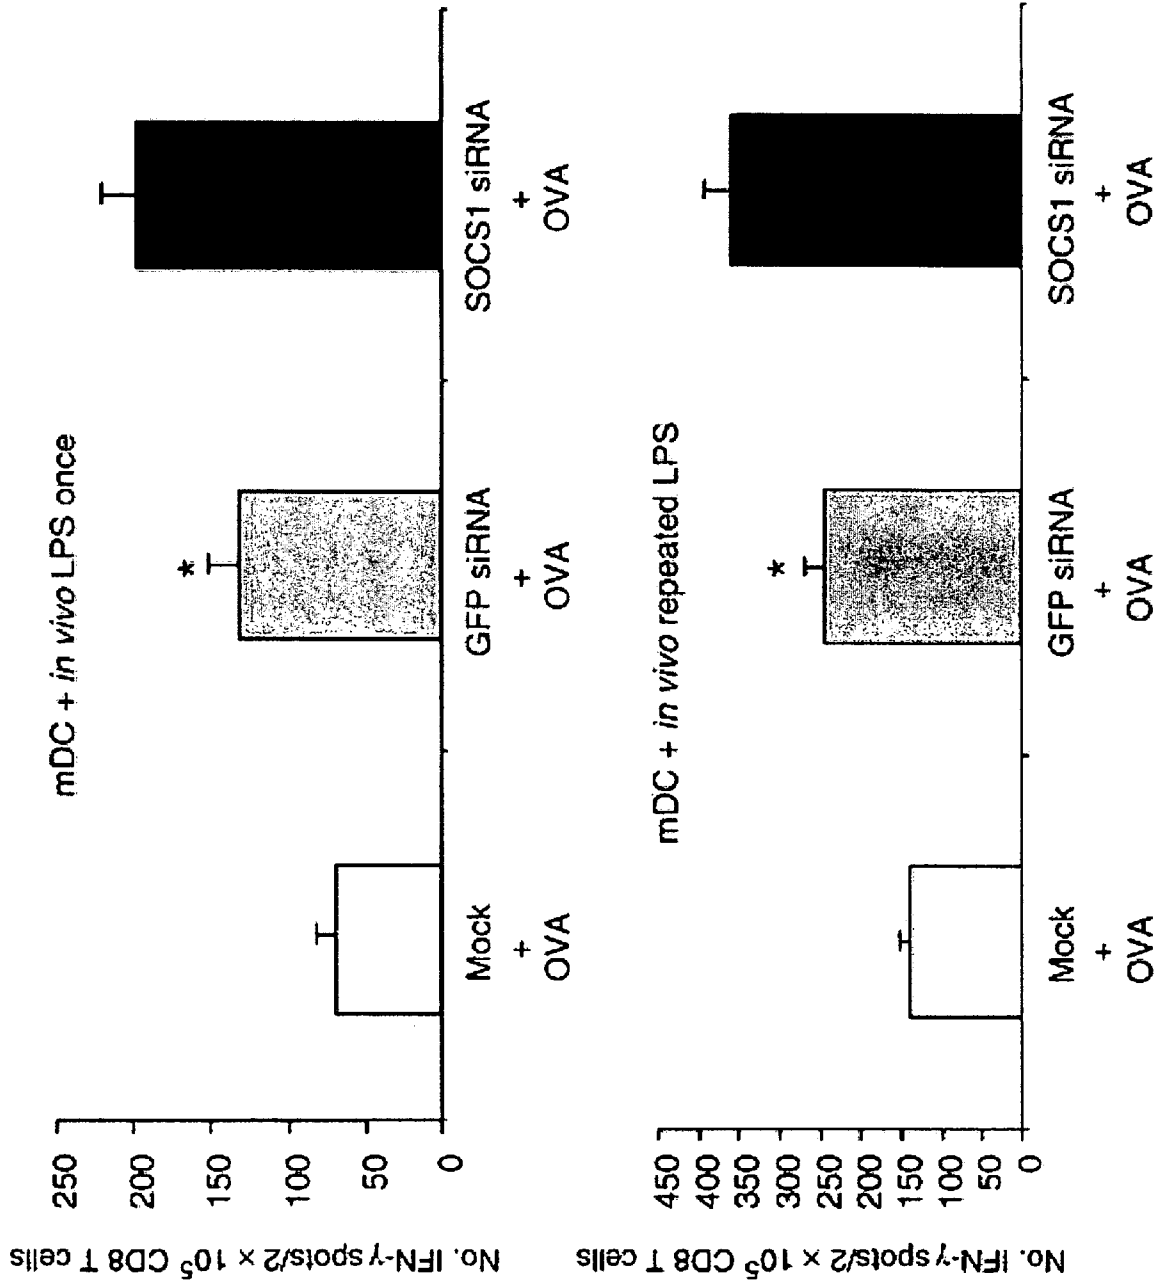 mDC + in vivo LPS once
No. IFN-γ spots/2 × 10⁵ CD8 T cells
250
200
150
100
50
0
*
Mock
+
OVA
GFP siRNA
+
OVA
SOCS1 siRNA
+
OVA
mDC + in vivo repeated LPS
No. IFN-γ spots/2 × 10⁵ CD8 T cells
450
400
350
300
250
200
150
100
50
0
*
Mock
+
OVA
GFP siRNA
+
OVA
SOCS1 siRNA
+
OVA